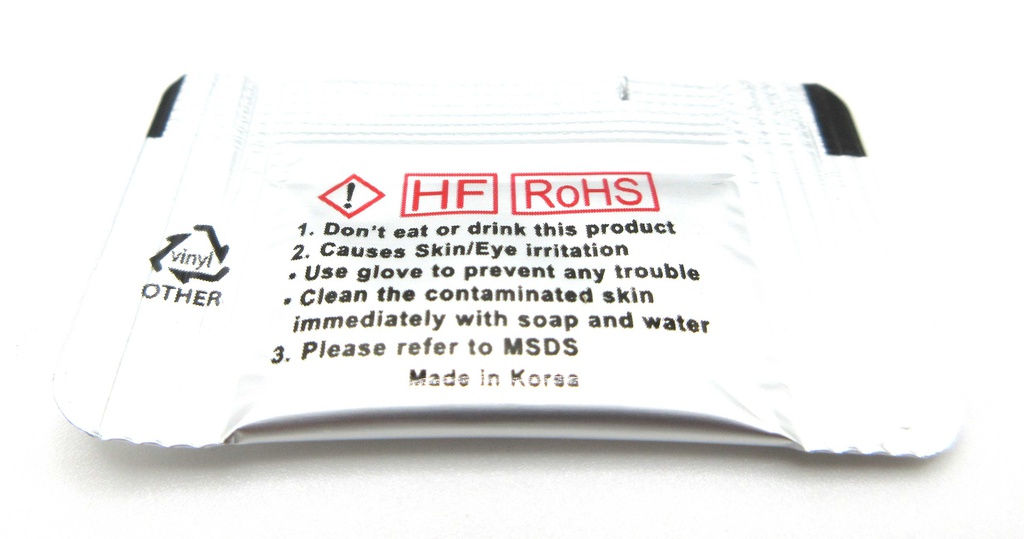 ! HF RoHS
1. Don't eat or drink this product
2. Causes Skin/Eye irritation
• Use glove to prevent any trouble
• Clean the contaminated skin
immediately with soap and water
3. Please refer to MSDS
Made in Korea
vinyl
OTHER